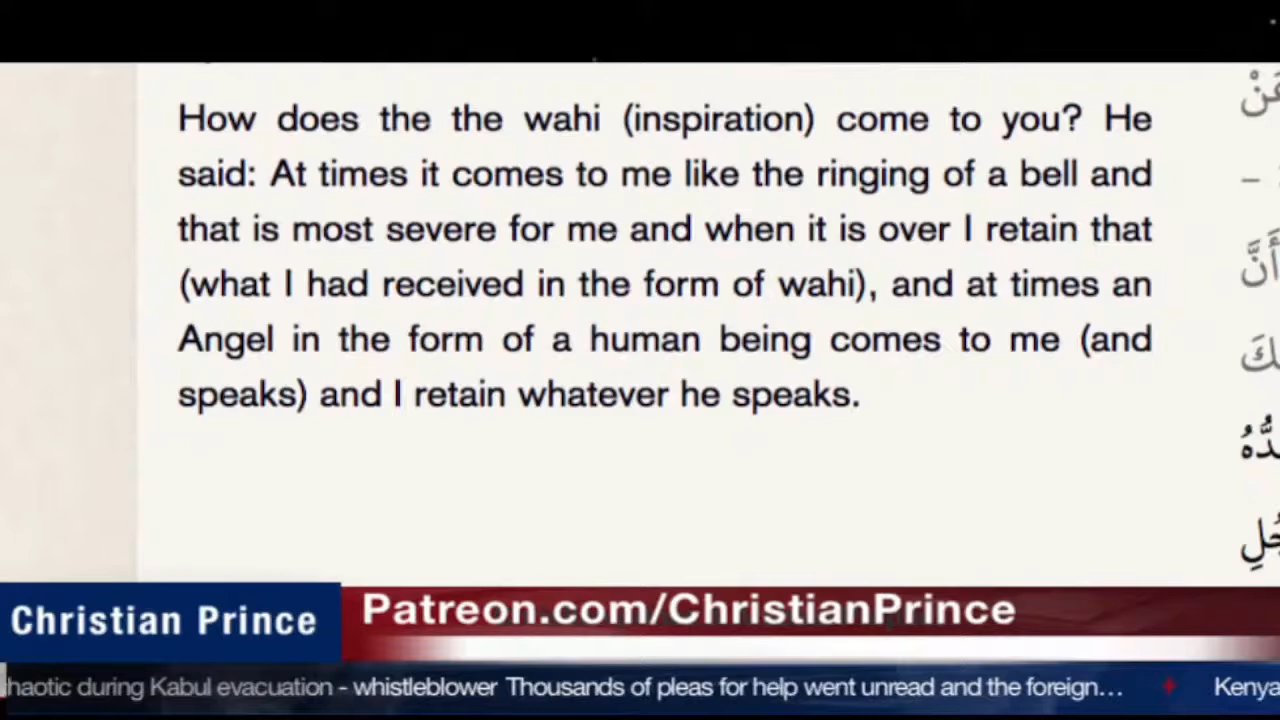 How does the the wahi (inspiration) come to you? He
said: At times it comes to me like the ringing of a bell and
that is most severe for me and when it is over I retain that
(what I had received in the form of wahi), and at times an
Angel in the form of a human being comes to me (and
speaks) and I retain whatever he speaks.
Christian Prince
Patreon.com/ChristianPrince
haotic during Kabul evacuation - whistleblower Thousands of pleas for help went unread and the foreign… Kenya